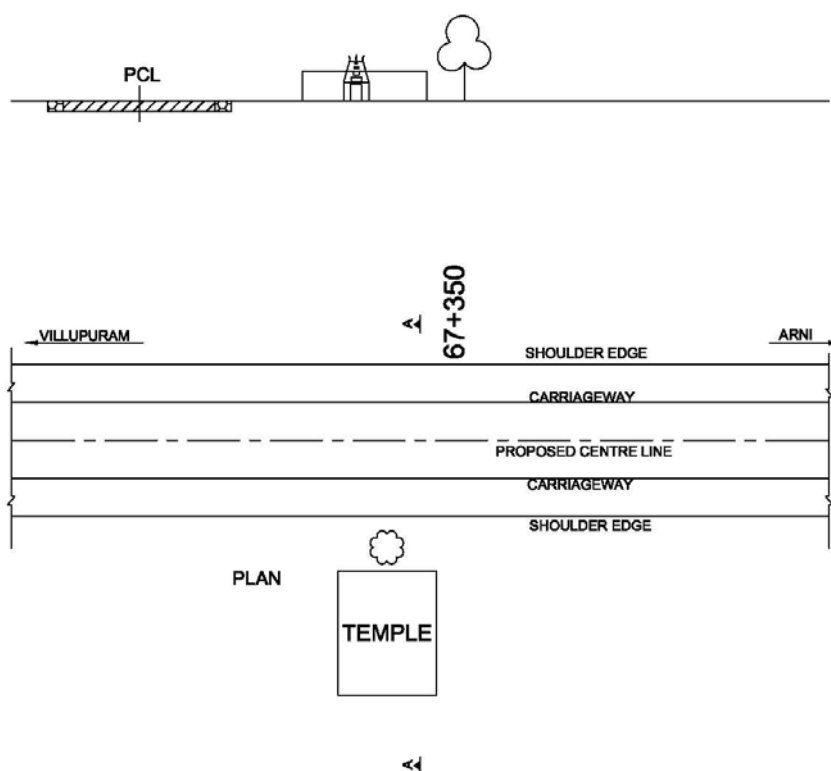 PCL
67+350
A
VILLUPURAM
ARNI
SHOULDER EDGE
CARRIAGEWAY
PROPOSED CENTRE LINE
CARRIAGEWAY
SHOULDER EDGE
PLAN
TEMPLE
A